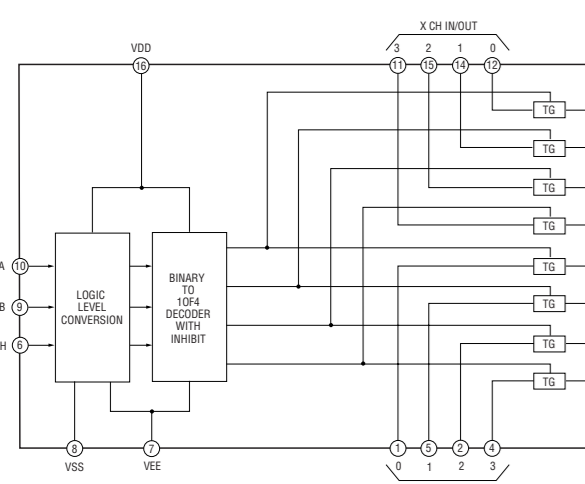 X CH IN/OUT
3 2 1 0
VDD
16 11 15 14 12
TG
TG
TG
TG
A 10
B 9
H 6
LOGIC
LEVEL
CONVERSION
BINARY
TO
1OF4
DECODER
WITH
INHIBIT
TG
TG
TG
TG
8 7 1 5 2 4
VSS VEE 0 1 2 3